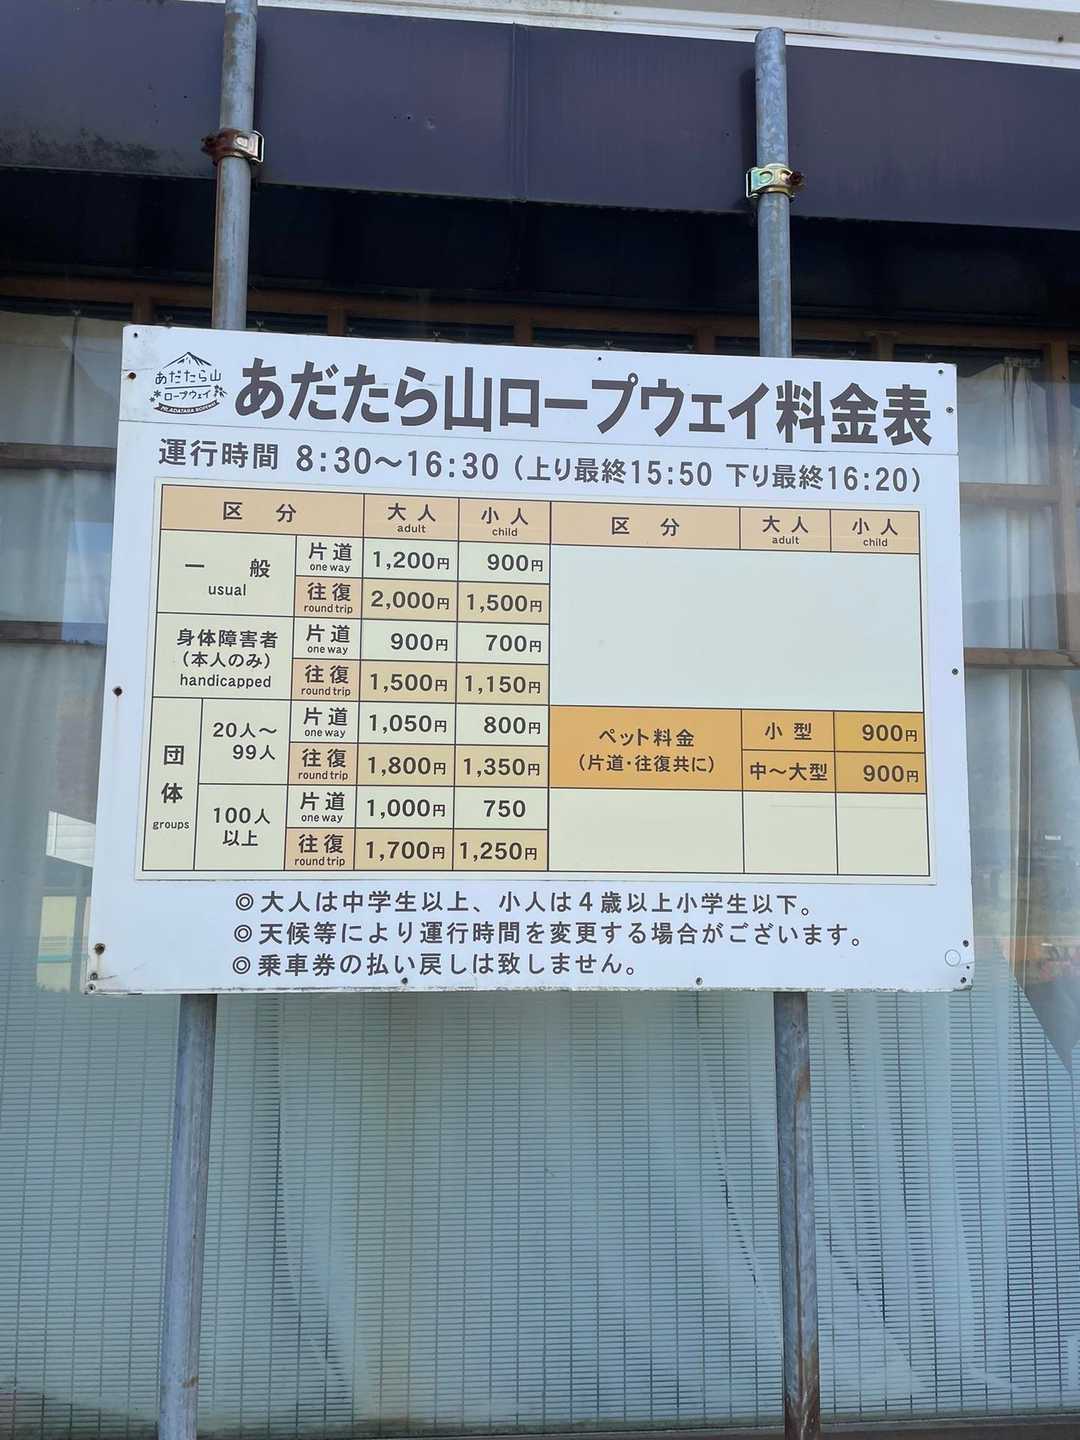 あだたら山
ロープウェイ
あだたら山ロープウェイ料金表
運行時間 8:30～16:30 (上り最終15:50 下り最終16:20)
区分 大人 adult 小人 child
一般 usual 片道 one way 1,200円 900円
往復 round trip 2,000円 1,500円
身体障害者 (本人のみ) handicapped 片道 one way 900円 700円
往復 round trip 1,500円 1,150円
団体 groups 20人～99人 片道 one way 1,050円 800円
往復 round trip 1,800円 1,350円
100人以上 片道 one way 1,000円 750
往復 round trip 1,700円 1,250円
区分 大人 adult 小人 child
ペット料金 (片道・往復共に) 小型 900円
中～大型 900円
◎大人は中学生以上、小人は4歳以上小学生以下。
◎天候等により運行時間を変更する場合がございます。
◎乗車券の払い戻しは致しません。